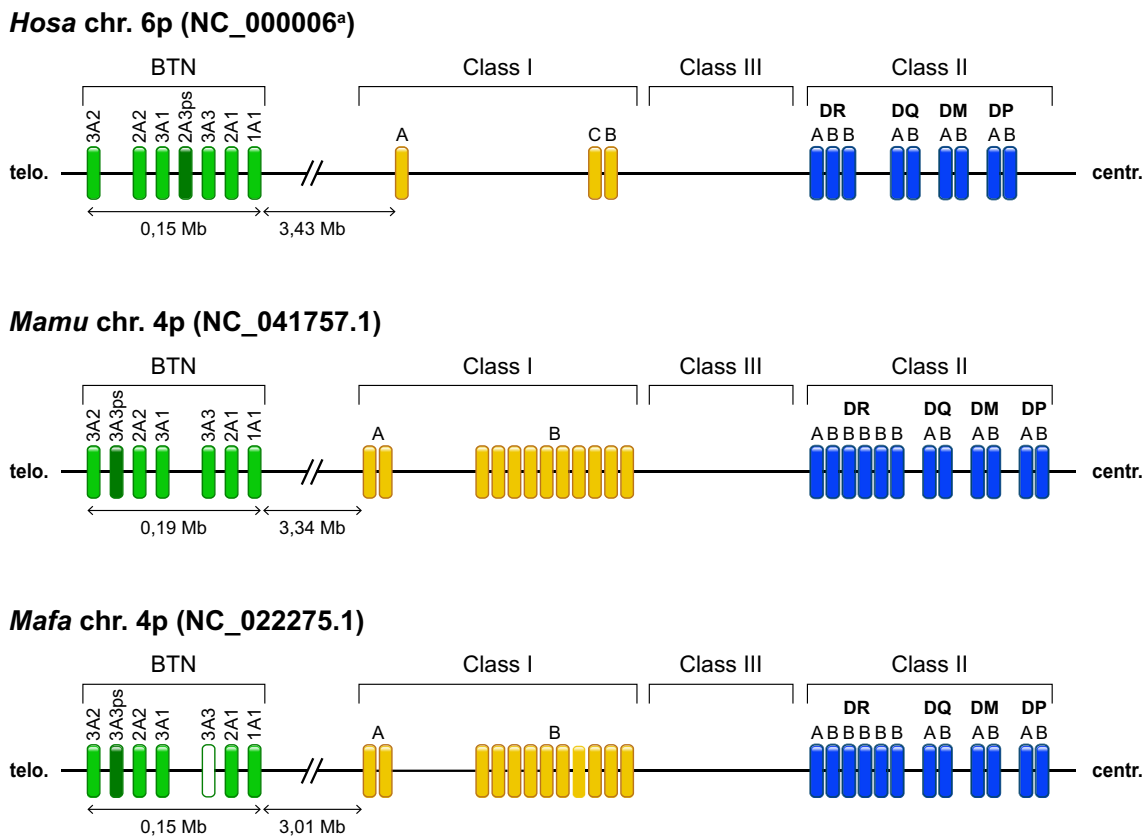 Hosa chr. 6p (NC_000006ᵃ)
BTN Class I Class III Class II
3A2 2A2 3A1 2A3ps 3A3 2A1 1A1
DR DQ DM DP
A C B A B B A B A B A B
telo. centr.
0,15 Mb 3,43 Mb
Mamu chr. 4p (NC_041757.1)
BTN Class I Class III Class II
3A2 3A3ps 2A2 3A1 3A3 2A1 1A1
DR DQ DM DP
A B A B B B B B A B A B A B
telo. centr.
0,19 Mb 3,34 Mb
Mafa chr. 4p (NC_022275.1)
BTN Class I Class III Class II
3A2 3A3ps 2A2 3A1 3A3 2A1 1A1
DR DQ DM DP
A B A B B B B B A B A B A B
telo. centr.
0,15 Mb 3,01 Mb